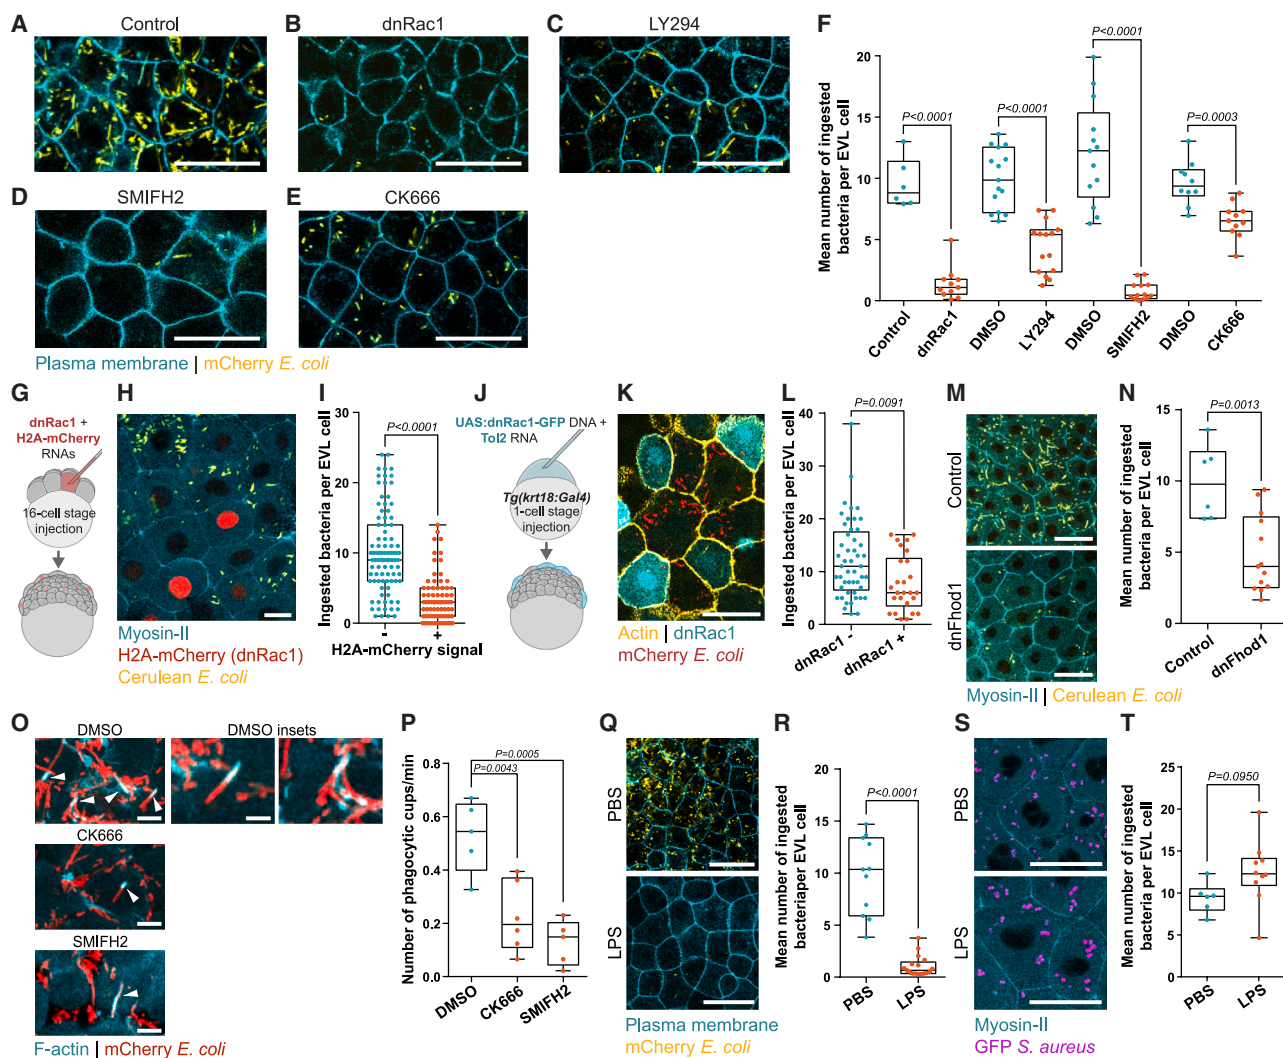 A
Control
B
dnRac1
C
LY294
D
SMIFH2
E
CK666
Plasma membrane | mCherry E. coli
F
Mean number of ingested
bacteria per EVL cell
20
15
10
5
0
P<0.0001
P<0.0001
P<0.0001
P=0.0003
Control
dnRac1
DMSO
LY294
DMSO
SMIFH2
DMSO
CK666
G
dnRac1 +
H2A-mCherry
RNAs
16-cell stage
injection
H
Myosin-II
H2A-mCherry (dnRac1)
Cerulean E. coli
I
Ingested bacteria per EVL cell
30
20
10
0
P<0.0001
- +
H2A-mCherry signal
J
UAS:dnRac1-GFP DNA +
Tol2 RNA
Tg(krt18:Gal4)
1-cell stage
injection
K
Actin | dnRac1
mCherry E. coli
L
Ingested bacteria per EVL cell
40
30
20
10
0
P=0.0091
dnRac1 -
dnRac1 +
M
Control
dnFhod1
Myosin-II | Cerulean E. coli
N
Mean number of ingested
bacteria per EVL cell
15
10
5
0
P=0.0013
Control
dnFhod1
O
DMSO
DMSO insets
CK666
SMIFH2
F-actin | mCherry E. coli
P
Number of phagocytic cups/min
0.8
0.6
0.4
0.2
0.0
P=0.0005
P=0.0043
DMSO
CK666
SMIFH2
Q
PBS
LPS
Plasma membrane
mCherry E. coli
R
Mean number of ingested
bacteriaper EVL cell
20
15
10
5
0
P<0.0001
PBS
LPS
S
PBS
LPS
Myosin-II
GFP S. aureus
T
Mean number of ingested
bacteria per EVL cell
25
20
15
10
5
0
P=0.0950
PBS
LPS